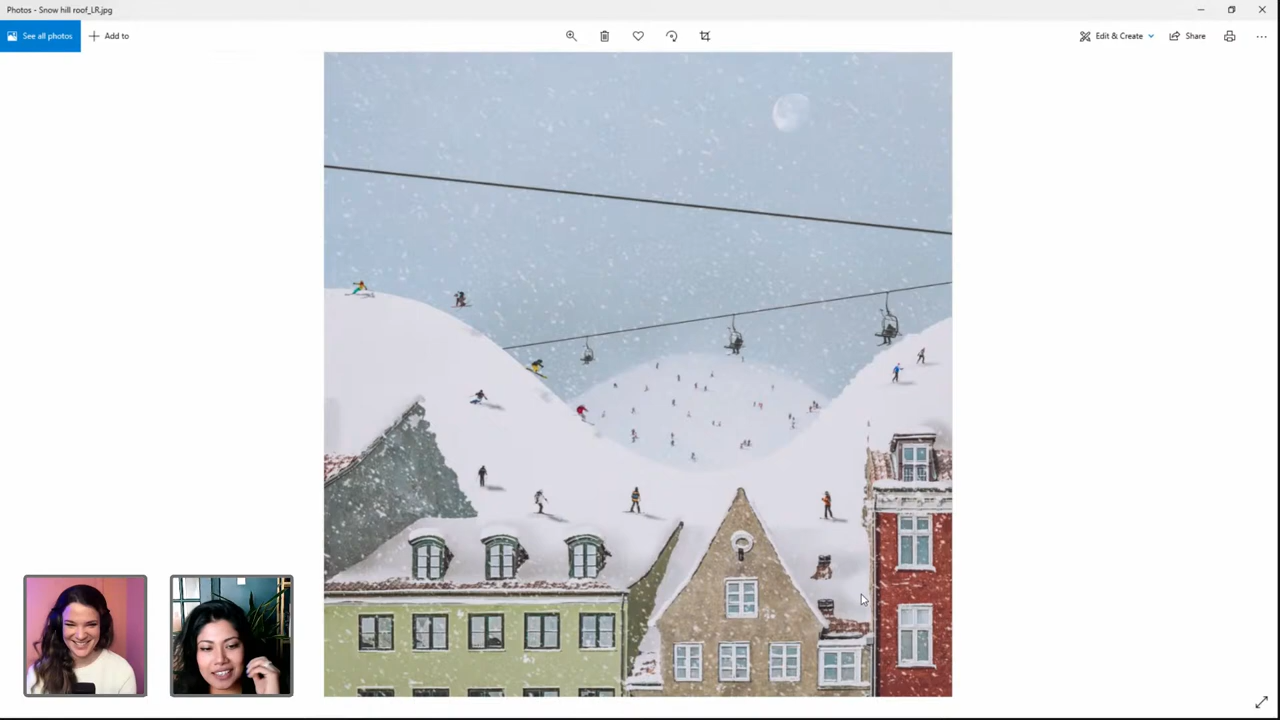 Photos - Snow hill roof_LR.jpg
See all photos
Add to
Edit & Create
Share